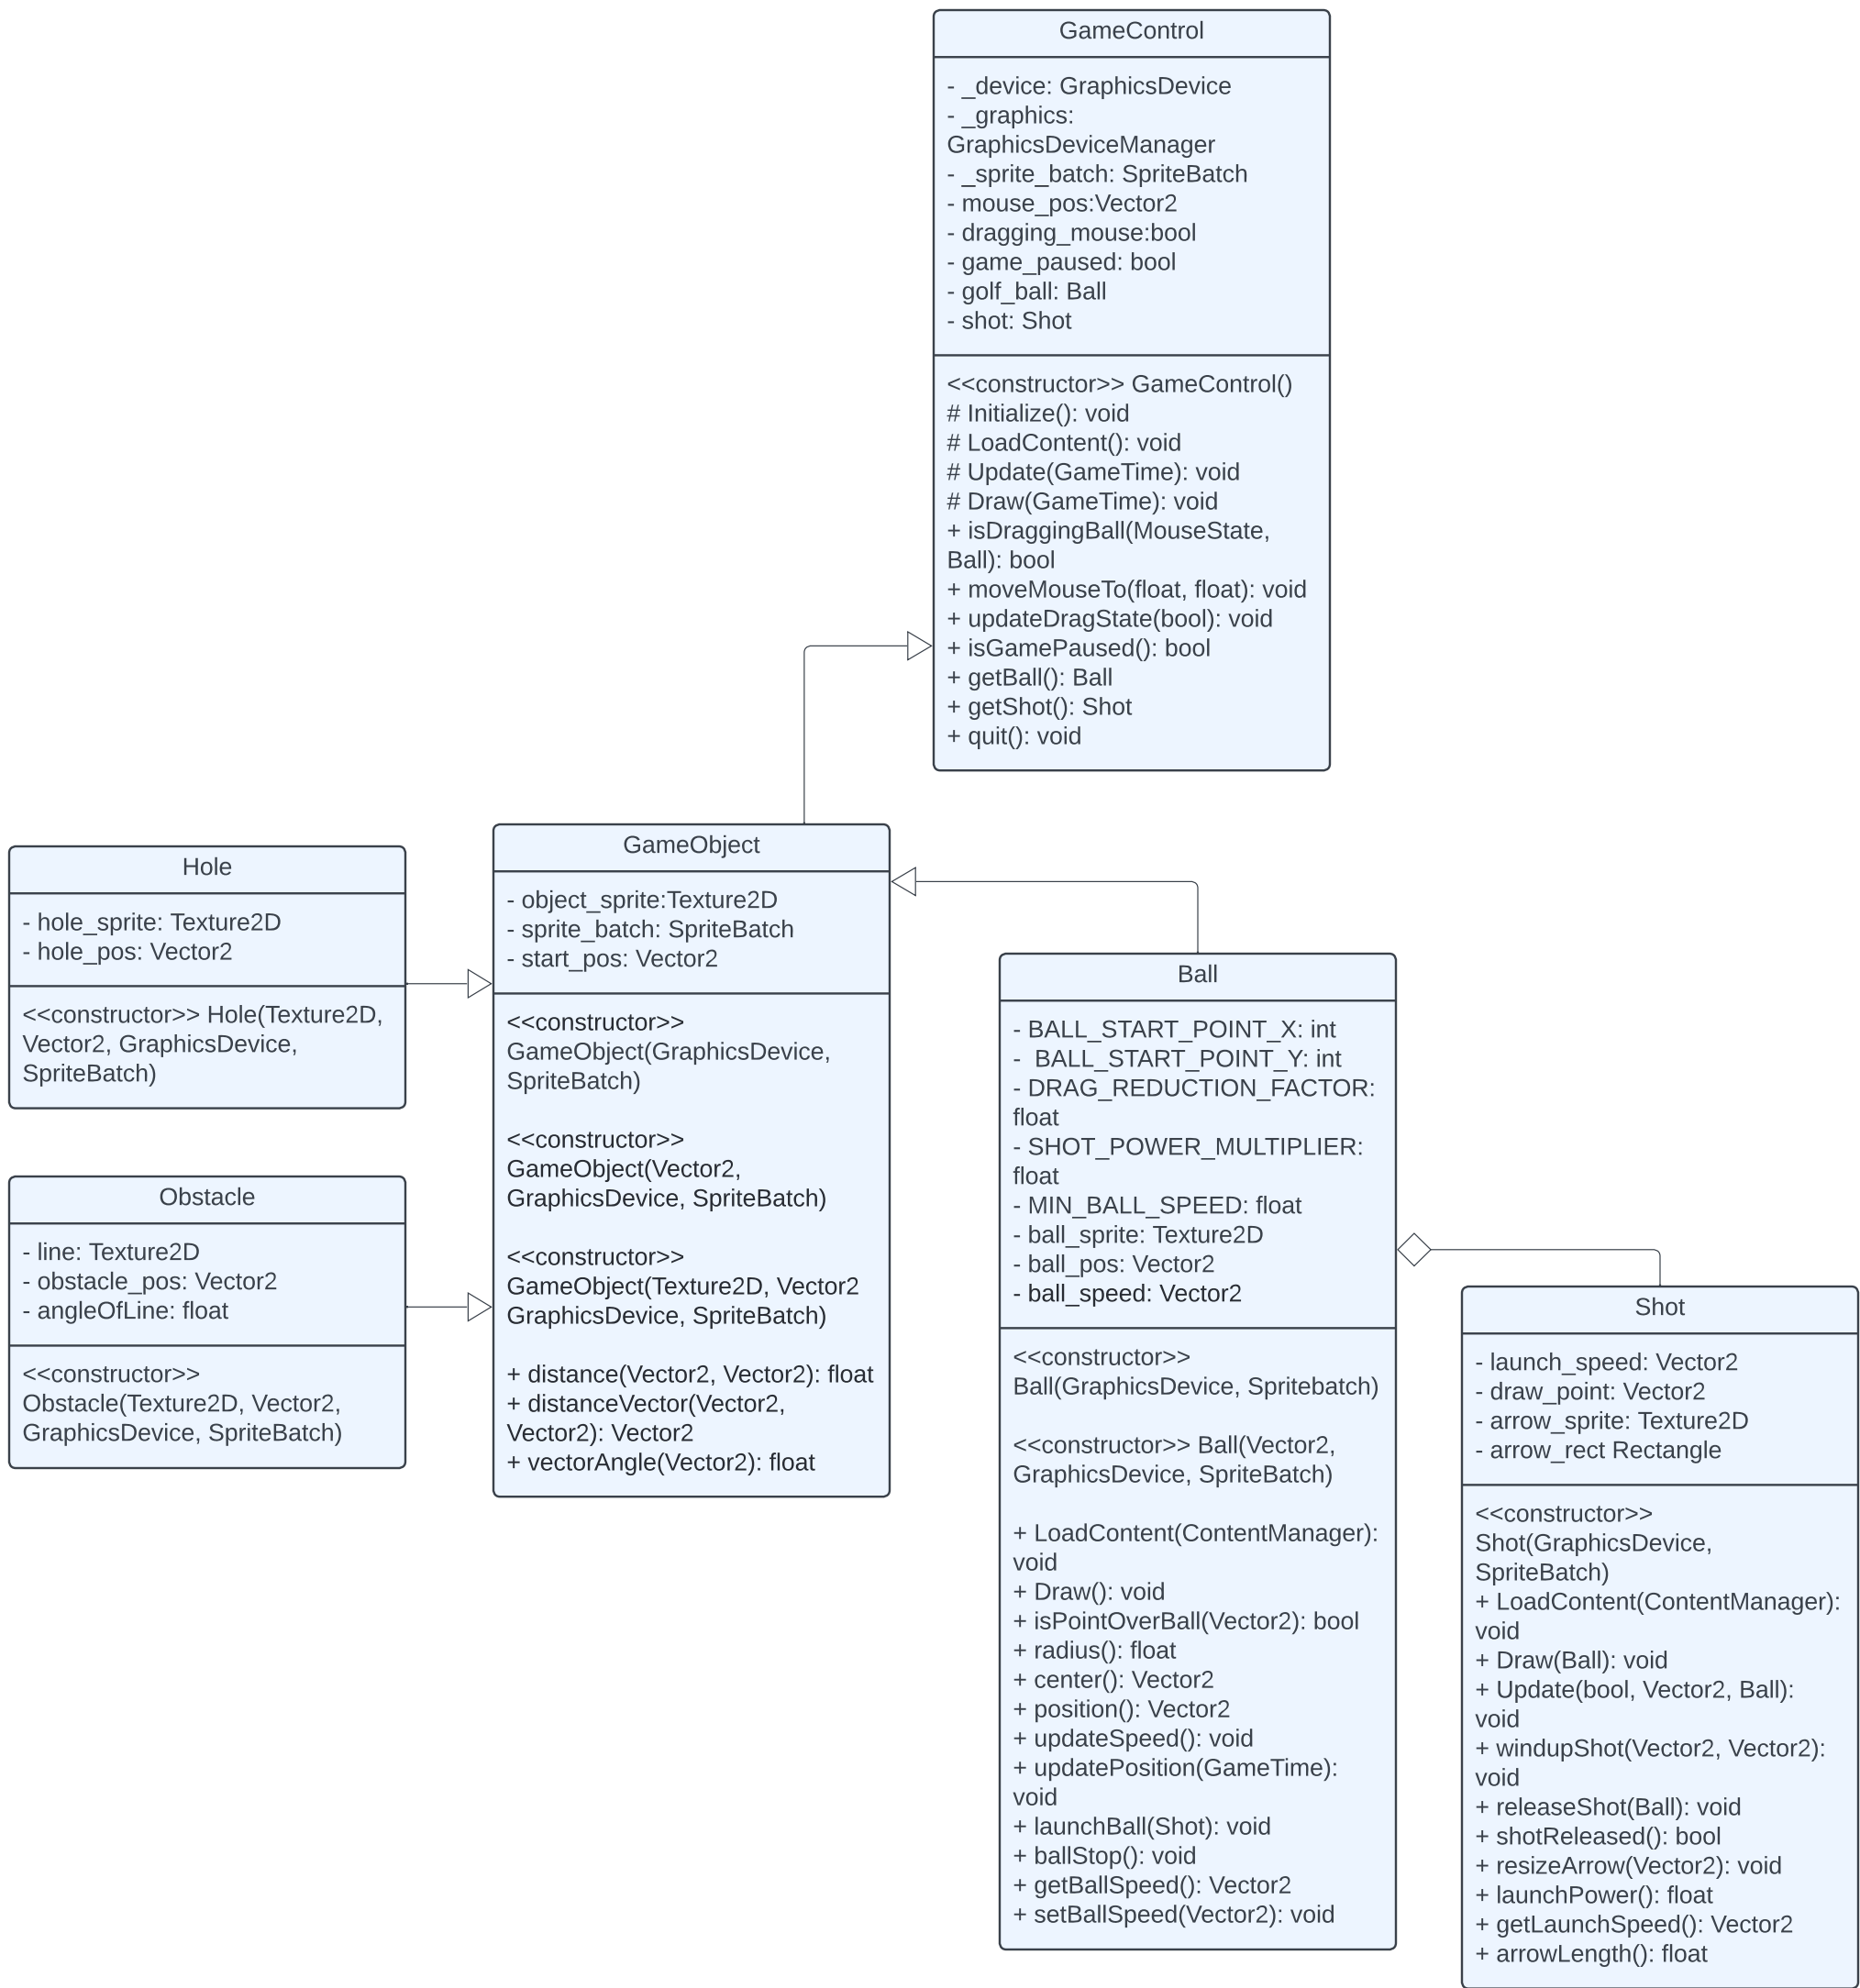 GameControl
- _device: GraphicsDevice
- _graphics:
GraphicsDeviceManager
- _sprite_batch: SpriteBatch
- mouse_pos:Vector2
- dragging_mouse:bool
- game_paused: bool
- golf_ball: Ball
- shot: Shot
<<constructor>> GameControl()
# Initialize(): void
# LoadContent(): void
# Update(GameTime): void
# Draw(GameTime): void
+ isDraggingBall(MouseState,
Ball): bool
+ moveMouseTo(float, float): void
+ updateDragState(bool): void
+ isGamePaused(): bool
+ getBall(): Ball
+ getShot(): Shot
+ quit(): void
Hole
- hole_sprite: Texture2D
- hole_pos: Vector2
<<constructor>> Hole(Texture2D,
Vector2, GraphicsDevice,
SpriteBatch)
Obstacle
- line: Texture2D
- obstacle_pos: Vector2
- angleOfLine: float
<<constructor>>
Obstacle(Texture2D, Vector2,
GraphicsDevice, SpriteBatch)
GameObject
- object_sprite:Texture2D
- sprite_batch: SpriteBatch
- start_pos: Vector2
<<constructor>>
GameObject(GraphicsDevice,
SpriteBatch)
<<constructor>>
GameObject(Vector2,
GraphicsDevice, SpriteBatch)
<<constructor>>
GameObject(Texture2D, Vector2
GraphicsDevice, SpriteBatch)
+ distance(Vector2, Vector2): float
+ distanceVector(Vector2,
Vector2): Vector2
+ vectorAngle(Vector2): float
Ball
- BALL_START_POINT_X: int
-  BALL_START_POINT_Y: int
- DRAG_REDUCTION_FACTOR:
float
- SHOT_POWER_MULTIPLIER:
float
- MIN_BALL_SPEED: float
- ball_sprite: Texture2D
- ball_pos: Vector2
- ball_speed: Vector2
<<constructor>>
Ball(GraphicsDevice, Spritebatch)
<<constructor>> Ball(Vector2,
GraphicsDevice, SpriteBatch)
+ LoadContent(ContentManager):
void
+ Draw(): void
+ isPointOverBall(Vector2): bool
+ radius(): float
+ center(): Vector2
+ position(): Vector2
+ updateSpeed(): void
+ updatePosition(GameTime):
void
+ launchBall(Shot): void
+ ballStop(): void
+ getBallSpeed(): Vector2
+ setBallSpeed(Vector2): void
Shot
- launch_speed: Vector2
- draw_point: Vector2
- arrow_sprite: Texture2D
- arrow_rect Rectangle
<<constructor>>
Shot(GraphicsDevice,
SpriteBatch)
+ LoadContent(ContentManager):
void
+ Draw(Ball): void
+ Update(bool, Vector2, Ball):
void
+ windupShot(Vector2, Vector2):
void
+ releaseShot(Ball): void
+ shotReleased(): bool
+ resizeArrow(Vector2): void
+ launchPower(): float
+ getLaunchSpeed(): Vector2
+ arrowLength(): float